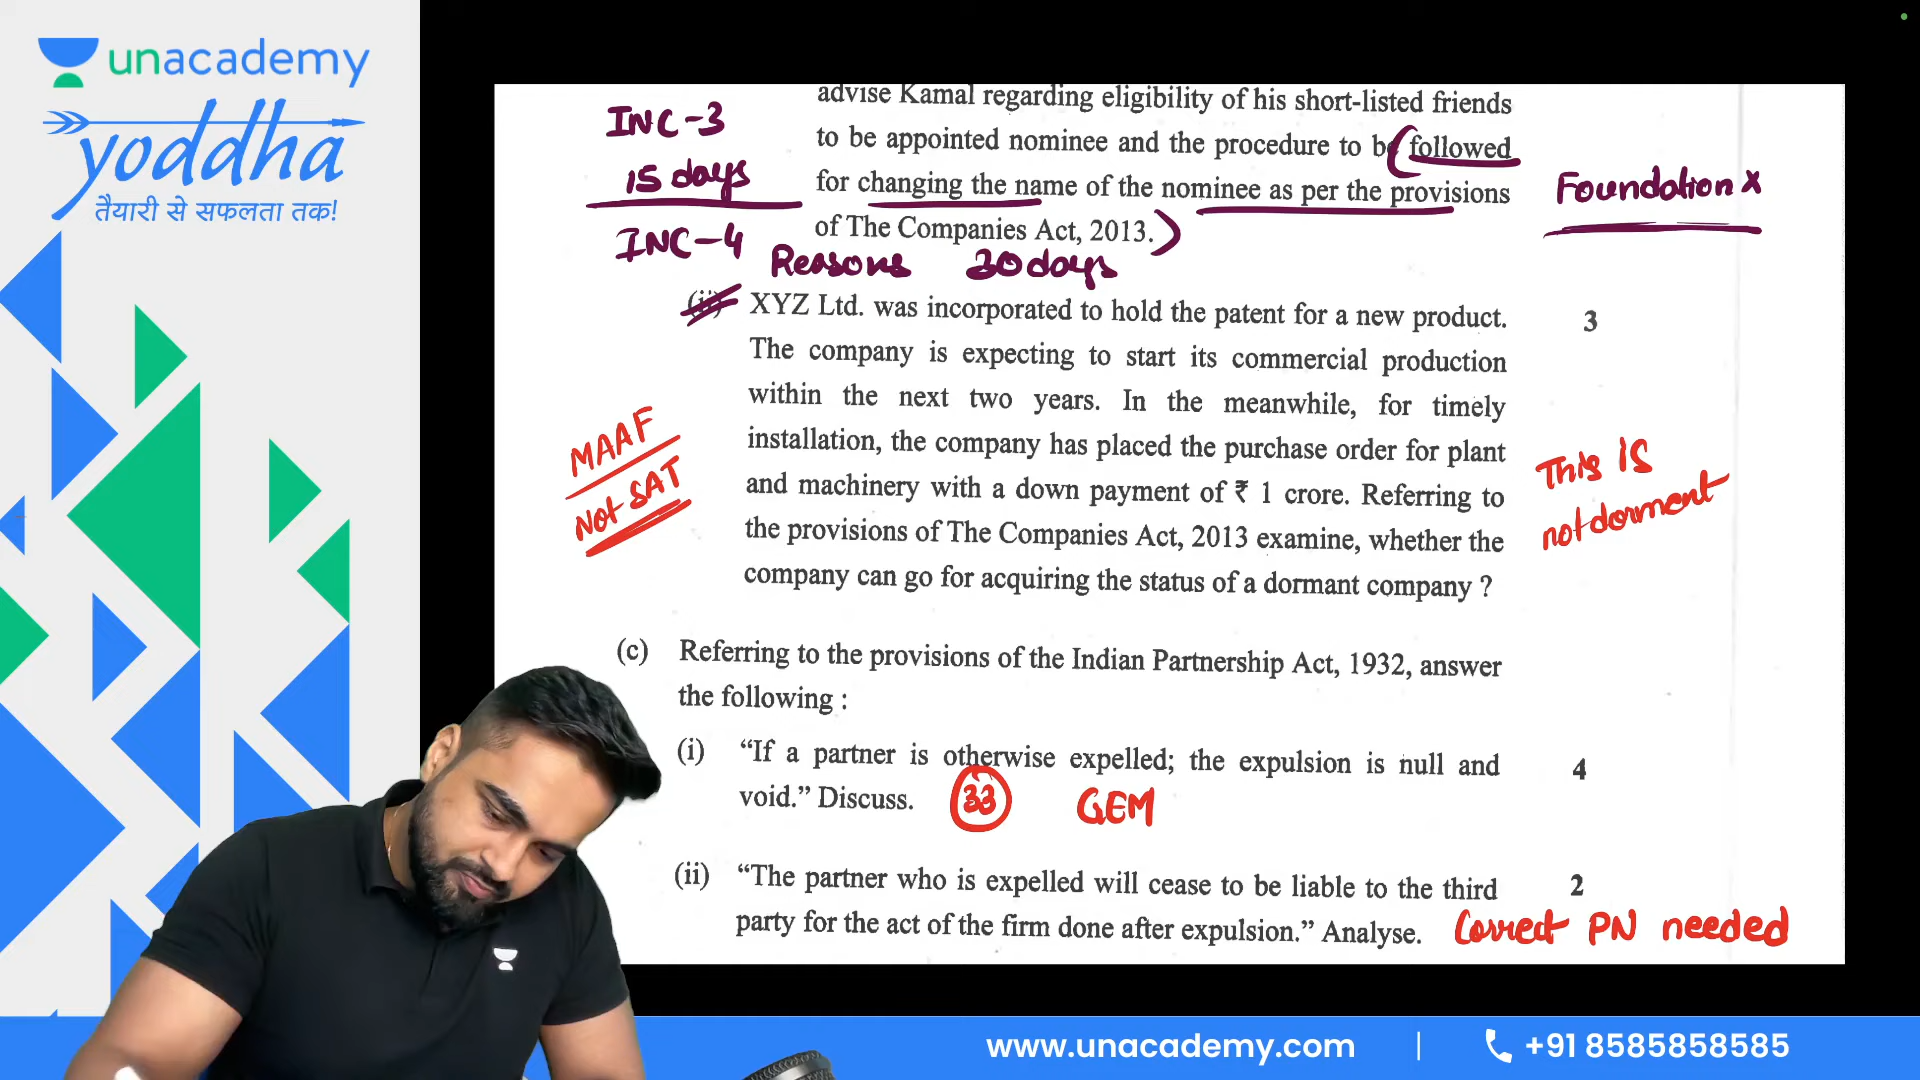 unacademy
yoddha
तैयारी से सफलता तक!
INC-3
15 days
INC-4
advise Kamal regarding eligibility of his short-listed friends
to be appointed nominee and the procedure to be followed
for changing the name of the nominee as per the provisions
of The Companies Act, 2013.
Foundation X
Reasons 30 days
(ii) XYZ Ltd. was incorporated to hold the patent for a new product. 3
The company is expecting to start its commercial production
within the next two years. In the meanwhile, for timely
installation, the company has placed the purchase order for plant
and machinery with a down payment of ₹ 1 crore. Referring to
the provisions of The Companies Act, 2013 examine, whether the
company can go for acquiring the status of a dormant company ?
MAAF
Not SAT
This is
not dorment
(c) Referring to the provisions of the Indian Partnership Act, 1932, answer
the following :
(i) “If a partner is otherwise expelled; the expulsion is null and 4
void.” Discuss. 33 GEM
(ii) “The partner who is expelled will cease to be liable to the third 2
party for the act of the firm done after expulsion.” Analyse. Correct PN needed
www.unacademy.com | +91 8585858585